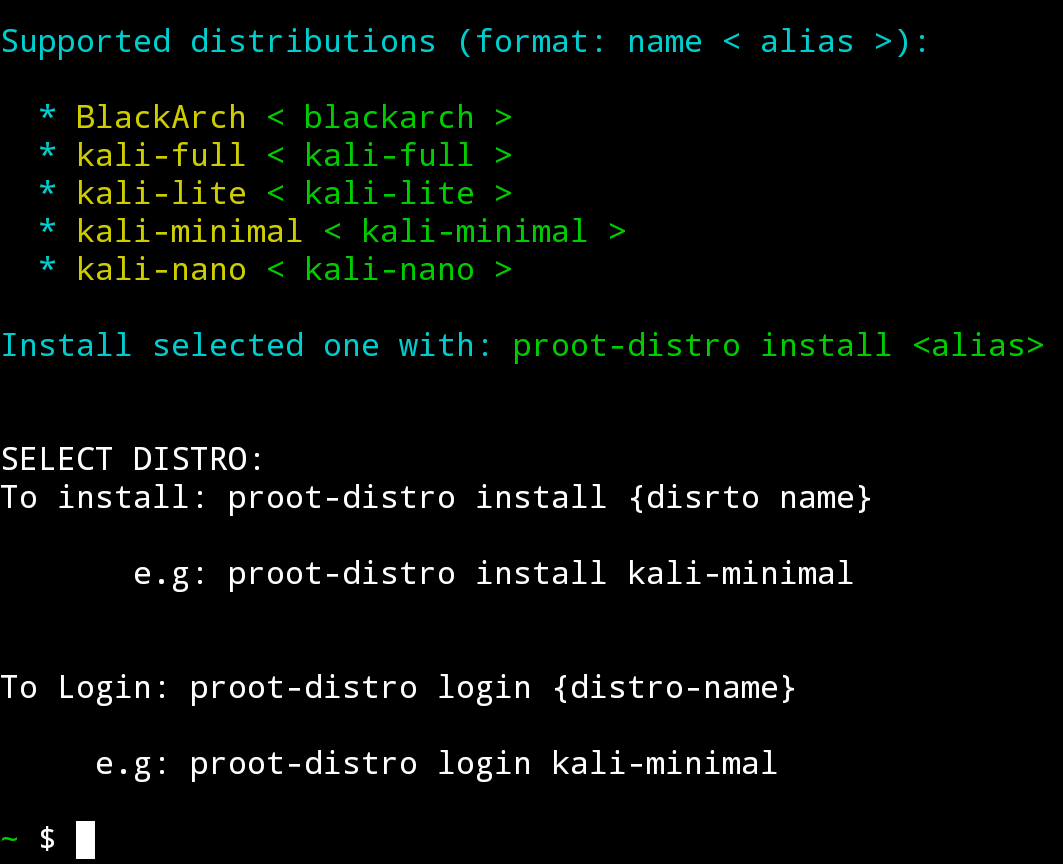 Supported distributions (format: name < alias >):
* BlackArch < blackarch >
* kali-full < kali-full >
* kali-lite < kali-lite >
* kali-minimal < kali-minimal >
* kali-nano < kali-nano >
Install selected one with: proot-distro install <alias>
SELECT DISTRO:
To install: proot-distro install {disrto name}
e.g: proot-distro install kali-minimal
To Login: proot-distro login {distro-name}
e.g: proot-distro login kali-minimal
~ $